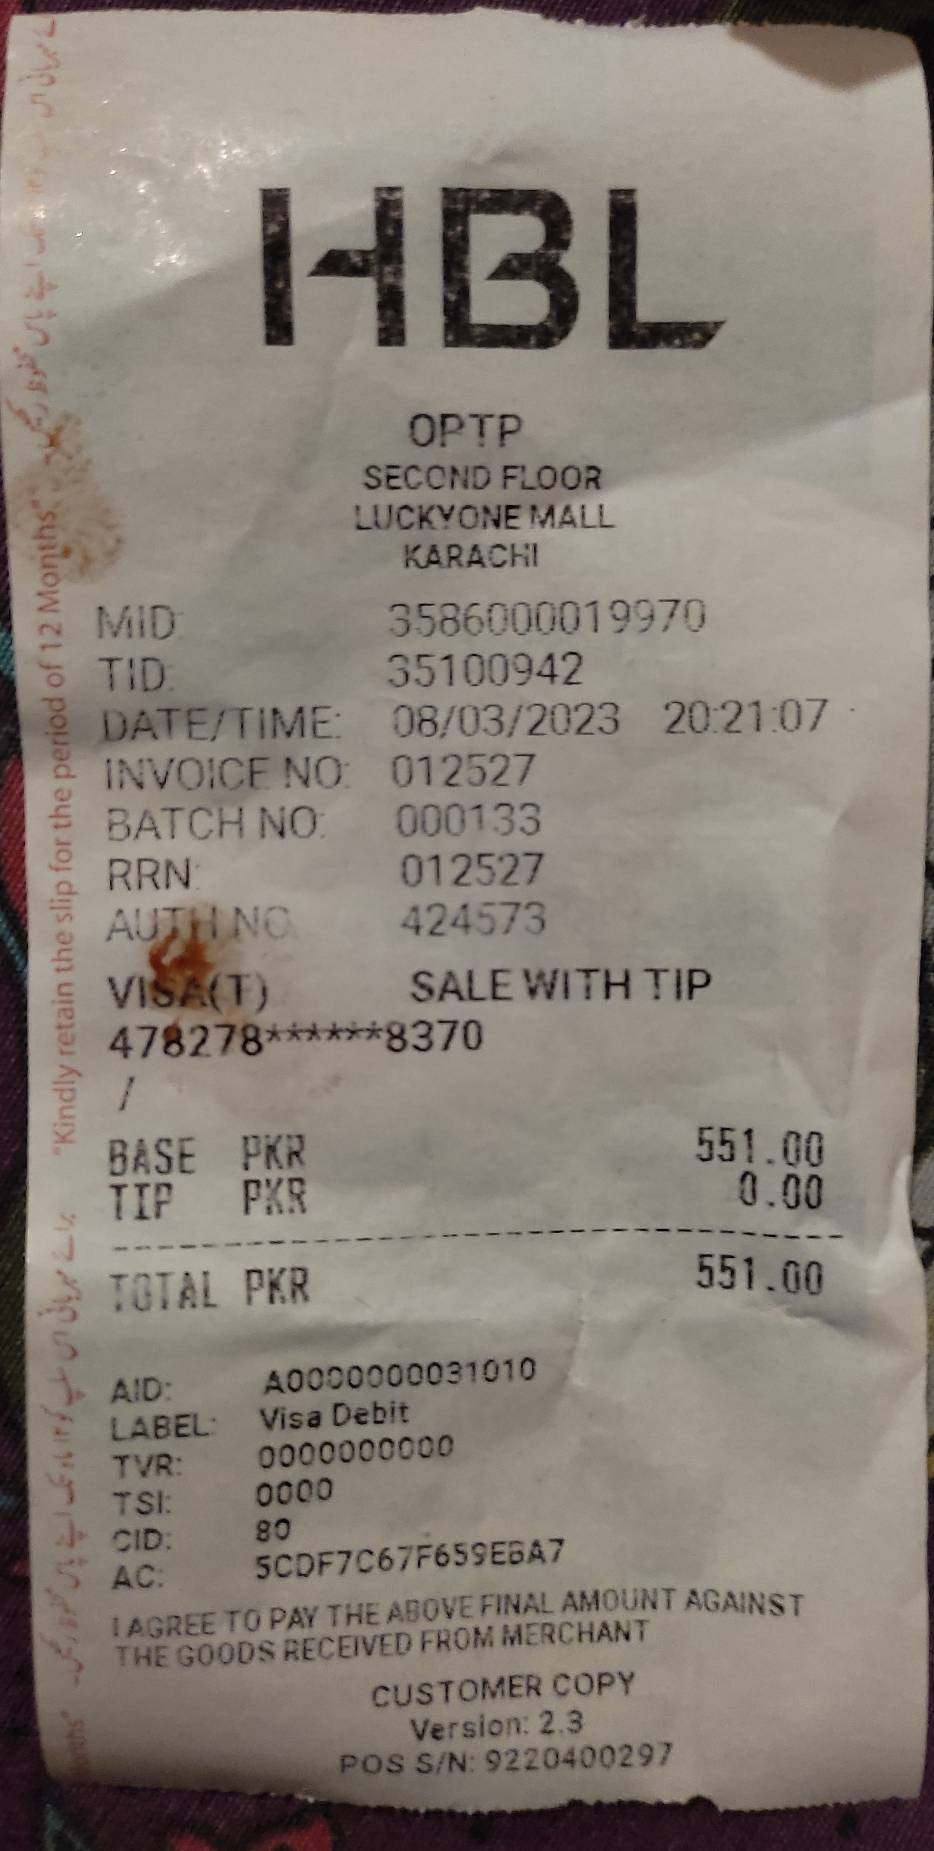 HBL
OPTP
SECOND FLOOR
LUCKYONE MALL
KARACHI
MID: 3586000019970
TID: 35100942
DATE/TIME: 08/03/2023 20:21:07
INVOICE NO: 012527
BATCH NO: 000133
RRN: 012527
AUTH NO 424573
VISA(T) SALE WITH TIP
478278******8370
/
BASE PKR 551.00
TIP PKR 0.00
TOTAL PKR 551.00
AID: A0000000031010
LABEL: Visa Debit
TVR: 0000000000
TSI: 0000
CID: 80
AC: 5CDF7C67F659EBA7
I AGREE TO PAY THE ABOVE FINAL AMOUNT AGAINST
THE GOODS RECEIVED FROM MERCHANT
CUSTOMER COPY
Version: 2.3
POS S/N: 9220400297
"Kindly retain the slip for the period of 12 Months"